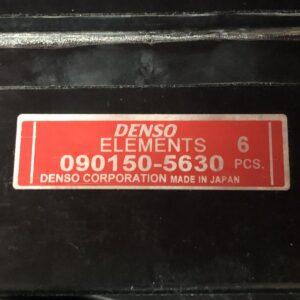 DENSO
ELEMENTS 6
090150-5630 PCS.
DENSO CORPORATION MADE IN JAPAN